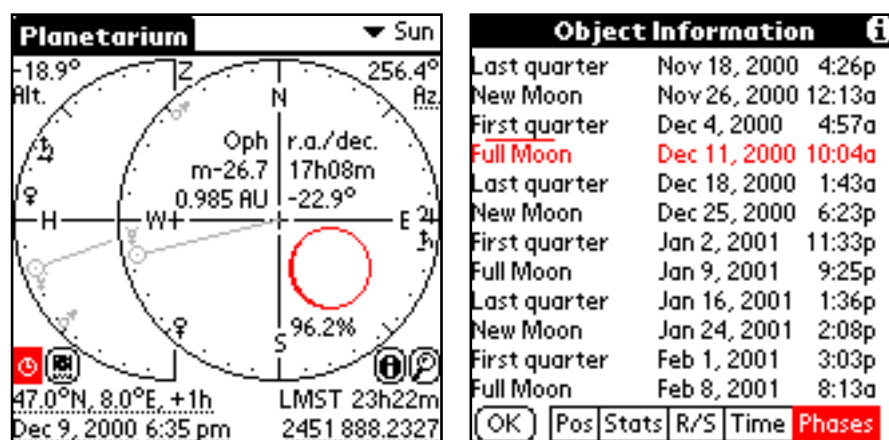 Planetarium
▼ Sun
-18.9° Z 256.4°
Alt. N Az.
Oph r.a./dec.
m-26.7 17h08m
0.985 AU -22.9°
H W E
96.2%
S
47.0°N, 8.0°E, +1h LMST 23h22m
Dec 9, 2000 6:35 pm 2451 888.2327
Object Information i
Last quarter Nov 18, 2000 4:26p
New Moon Nov 26, 2000 12:13a
First quarter Dec 4, 2000 4:57a
Full Moon Dec 11, 2000 10:04a
Last quarter Dec 18, 2000 1:43a
New Moon Dec 25, 2000 6:23p
First quarter Jan 2, 2001 11:33p
Full Moon Jan 9, 2001 9:25p
Last quarter Jan 16, 2001 1:36p
New Moon Jan 24, 2001 2:08p
First quarter Feb 1, 2001 3:03p
Full Moon Feb 8, 2001 8:13a
OK Pos Stats R/S Time Phases